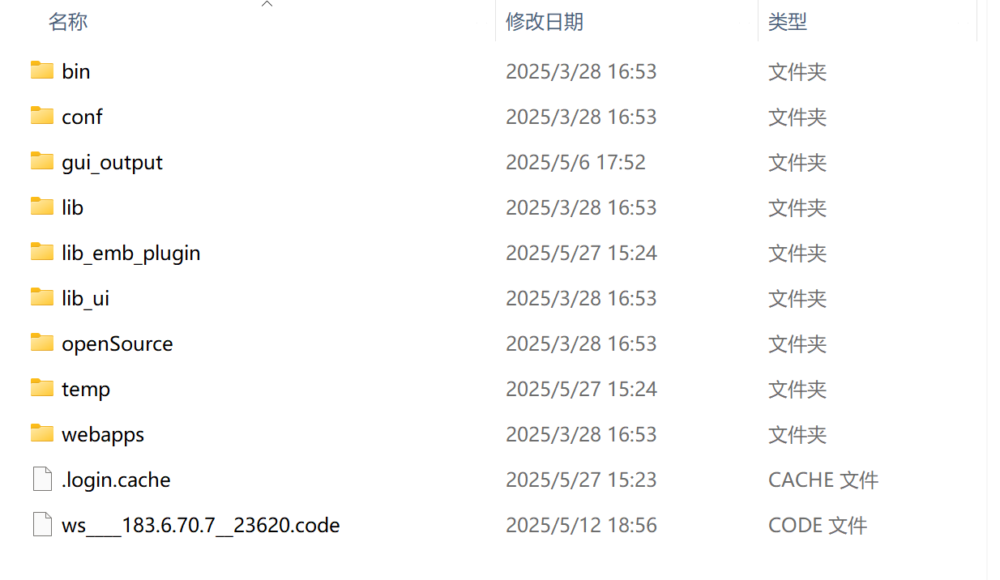 名称 修改日期 类型
bin 2025/3/28 16:53 文件夹
conf 2025/3/28 16:53 文件夹
gui_output 2025/5/6 17:52 文件夹
lib 2025/3/28 16:53 文件夹
lib_emb_plugin 2025/5/27 15:24 文件夹
lib_ui 2025/3/28 16:53 文件夹
openSource 2025/3/28 16:53 文件夹
temp 2025/5/27 15:24 文件夹
webapps 2025/3/28 16:53 文件夹
.login.cache 2025/5/27 15:23 CACHE 文件
ws____183.6.70.7__23620.code 2025/5/12 18:56 CODE 文件